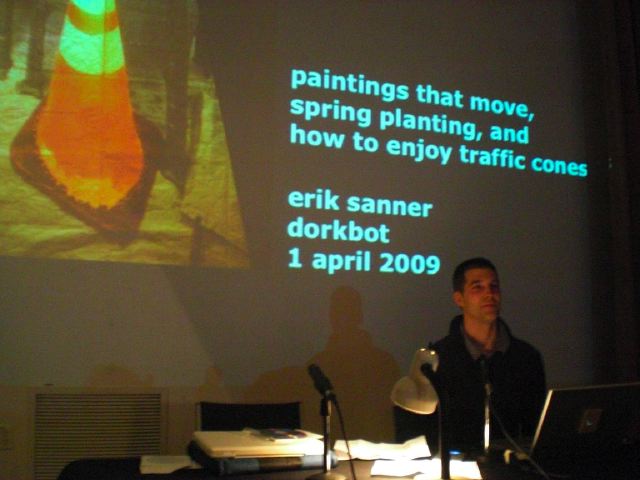 paintings that move,
spring planting, and
how to enjoy traffic cones
erik sanner
dorkbot
1 april 2009